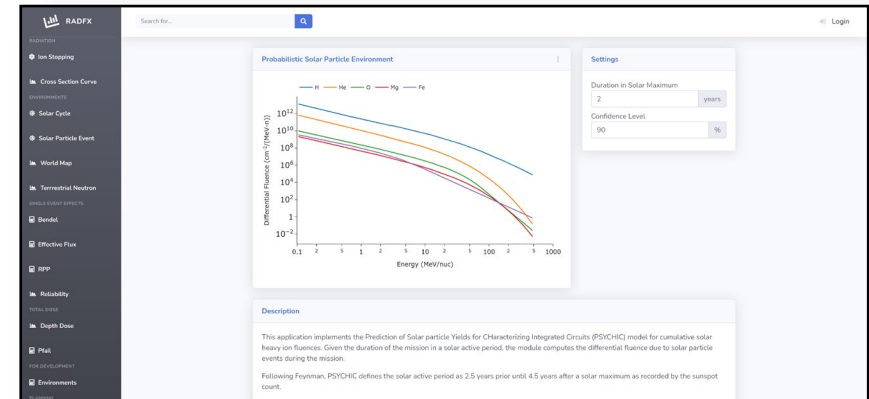 RADFX
Search for...
Login
RADIATION
Ion Stopping
Cross Section Curve
ENVIRONMENTS
Solar Cycle
Solar Particle Event
World Map
Terrrestrial Neutron
SINGLE EVENT EFFECTS
Bendel
Effective Flux
RPP
Reliability
TOTAL DOSE
Depth Dose
Pfail
FOR DEVELOPMENT
Environments
PLANNING
Probabilistic Solar Particle Environment
H He O Mg Fe
Differential Fluence (cm⁻²/(MeV-n))
10¹²
10¹⁰
10⁸
10⁶
10⁴
10²
1
10⁻²
0.1 2 5 1 2 5 10 2 5 100 2 5 1000
Energy (MeV/nuc)
Settings
Duration in Solar Maximum
2 years
Confidence Level
90 %
Description
This application implements the Prediction of Solar particle Yields for CHaracterizing Integrated Circuits (PSYCHIC) model for cumulative solar
heavy ion fluences. Given the duration of the mission in a solar active period, the module computes the differential fluence due to solar particle
events during the mission.
Following Feynman, PSYCHIC defines the solar active period as 2.5 years prior until 4.5 years after a solar maximum as recorded by the sunspot
count.